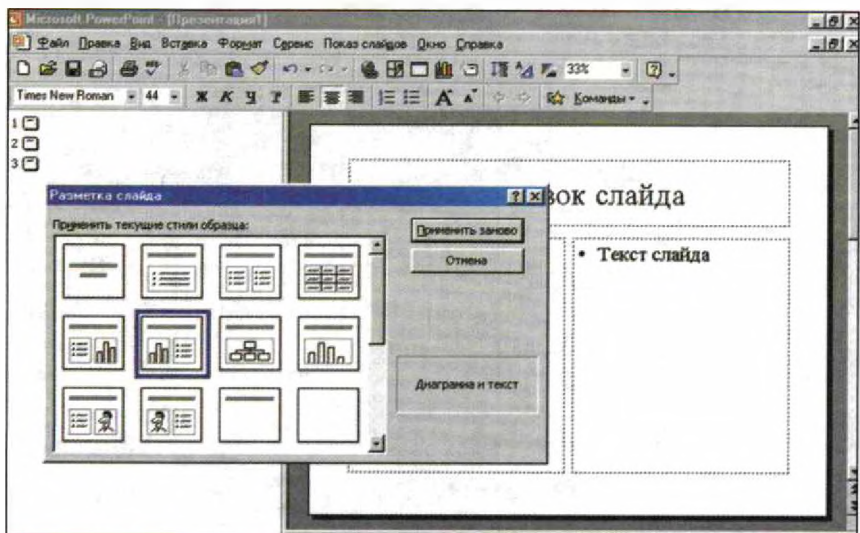 Microsoft PowerPoint - [Презентация1]
Файл Правка Вид Вставка Формат Сервис Показ слайдов Окно Справка
33%
Times New Roman 44 Ж К Ч Т Команды
1
2
3
Разметка слайда
Применить текущие стили образца:
Применить заново
Отмена
Диаграмма и текст
вок слайда
• Текст слайда